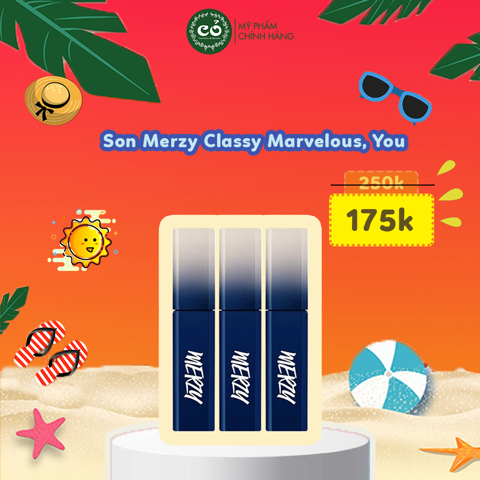 CỎ
MỸ PHẨM
CHÍNH HÃNG
Son Merzy Classy Marvelous, You
250k
175k
MERZY
MERZY
MERZY